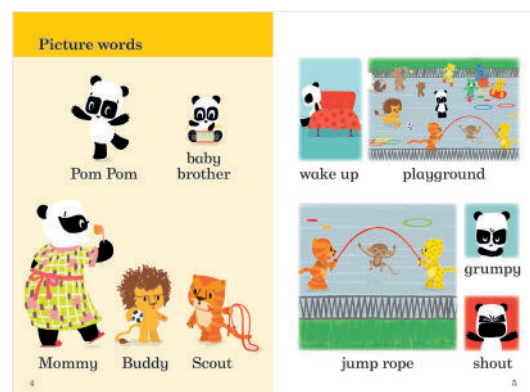 Picture words
Pom Pom
baby
brother
Mommy
Buddy
Scout
4
wake up
playground
grumpy
jump rope
shout
5